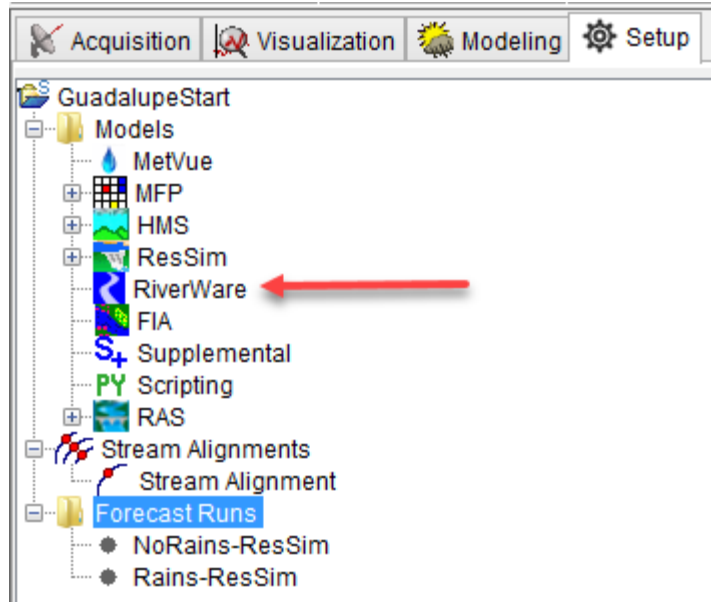 Acquisition Visualization Modeling Setup
GuadalupeStart
Models
MetVue
MFP
HMS
ResSim
RiverWare
FIA
S+ Supplemental
PY Scripting
RAS
Stream Alignments
Stream Alignment
Forecast Runs
NoRains-ResSim
Rains-ResSim